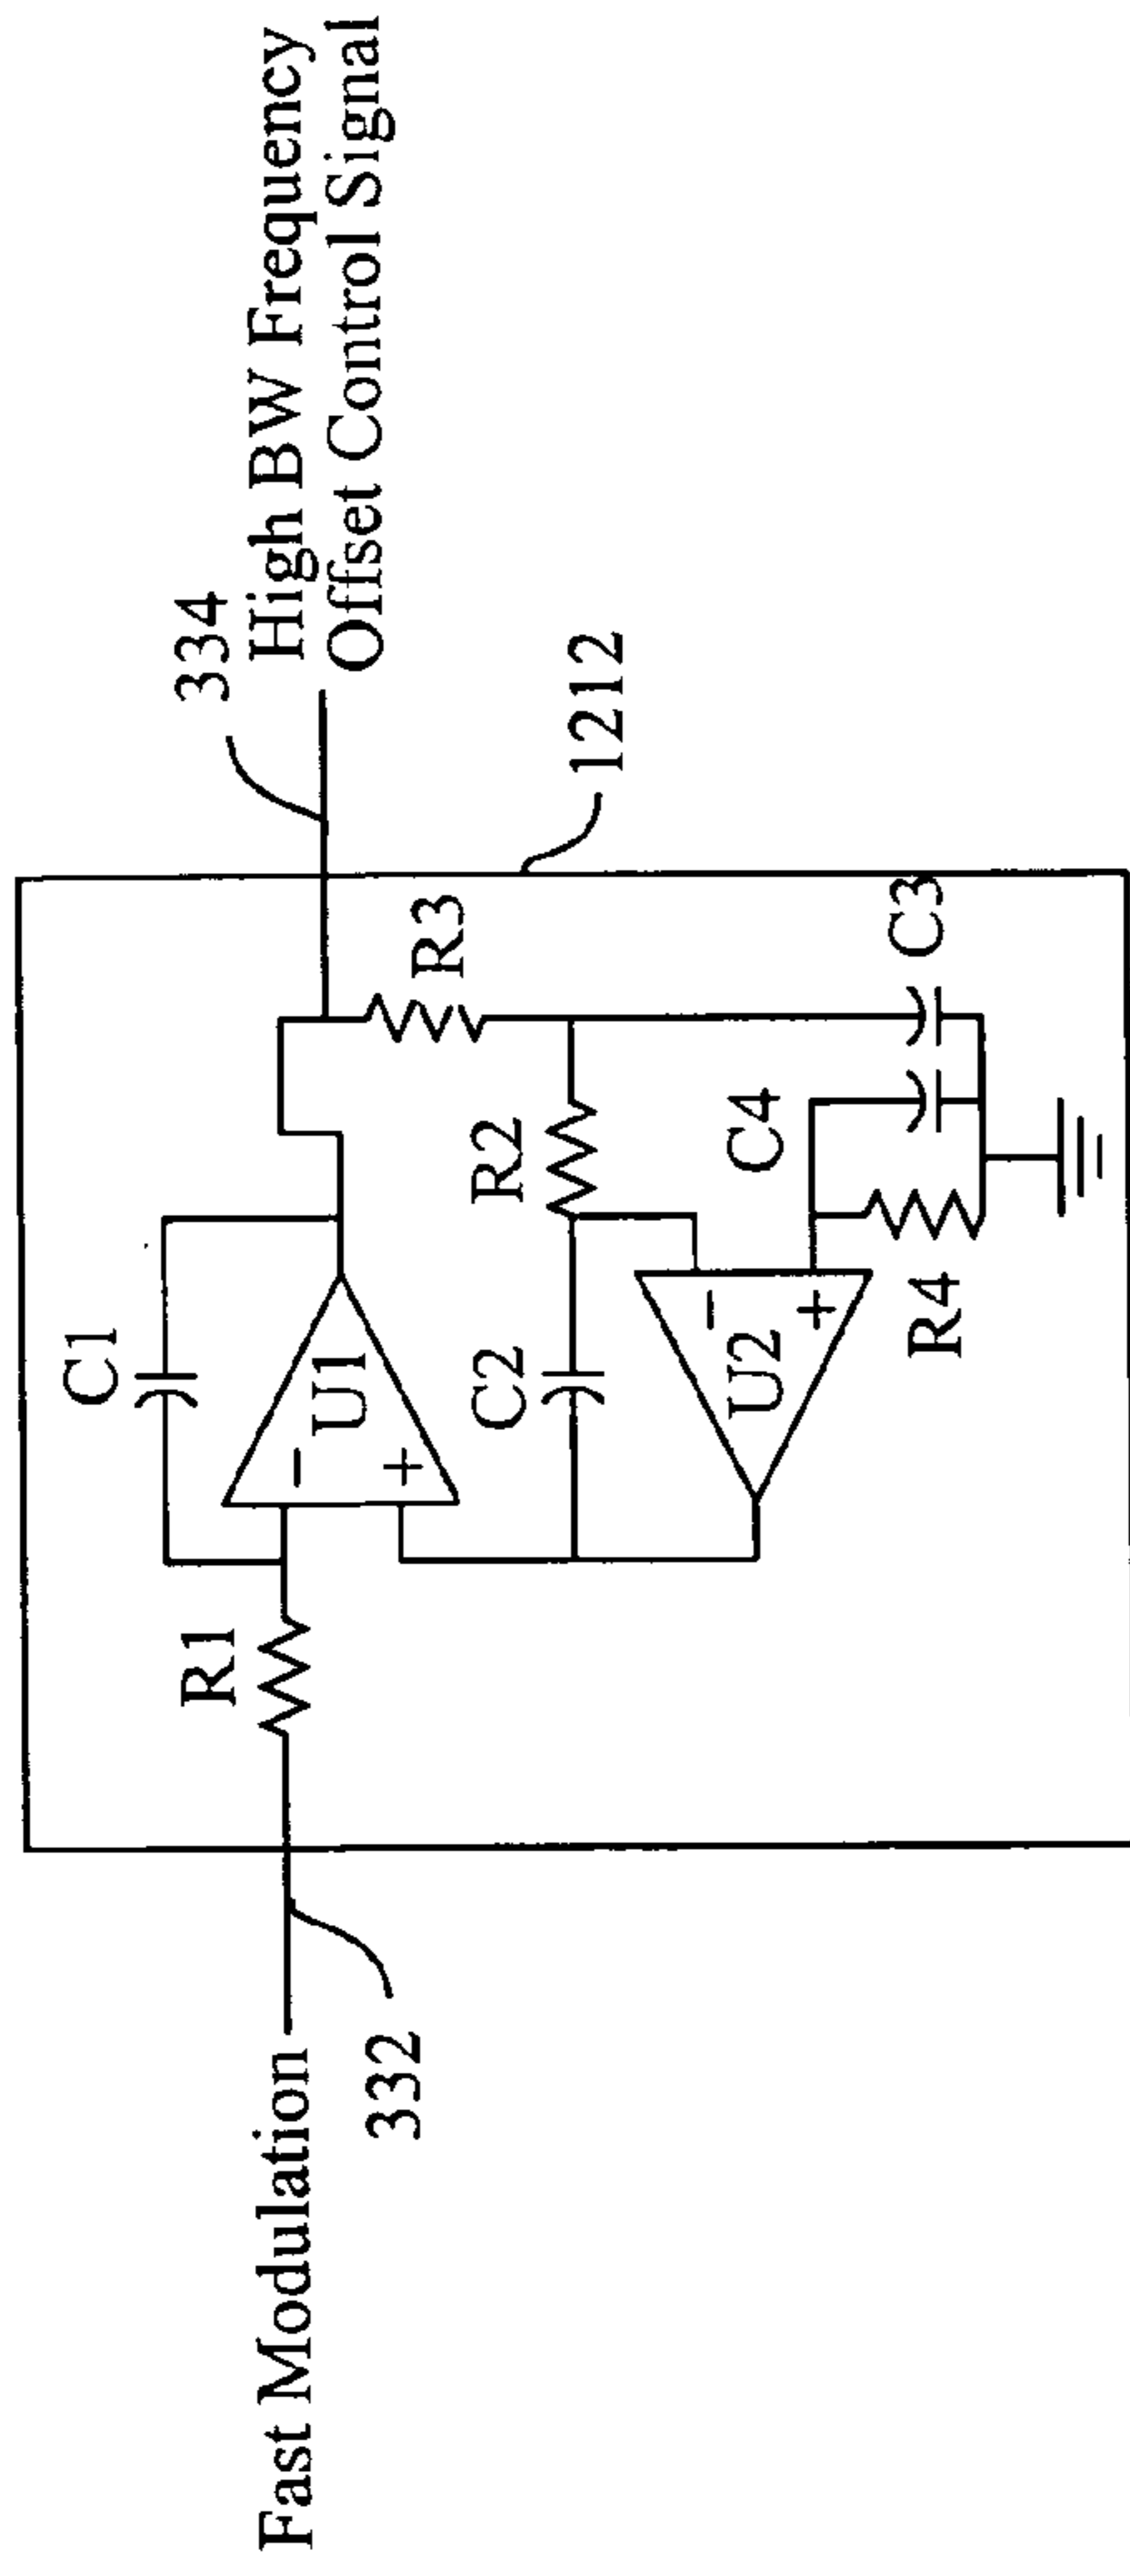 Fast Modulation
332
R1
C1
U1
-
+
C2
R2
U2
-
+
R4
C4
R3
C3
334
High BW Frequency
Offset Control Signal
1212